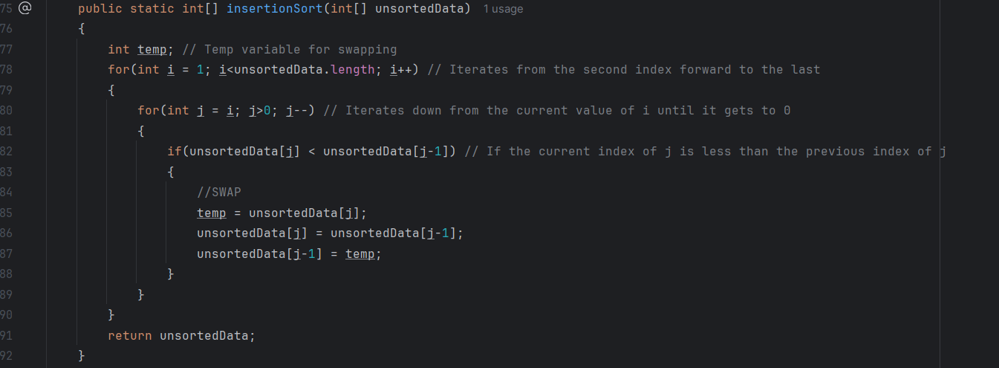 75 @ public static int[] insertionSort(int[] unsortedData) 1 usage
76 {
77 int temp; // Temp variable for swapping
78 for(int i = 1; i<unsortedData.length; i++) // Iterates from the second index forward to the last
79 {
80 for(int j = i; j>0; j--) // Iterates down from the current value of i until it gets to 0
81 {
82 if(unsortedData[j] < unsortedData[j-1]) // If the current index of j is less than the previous index of j
83 {
84 //SWAP
85 temp = unsortedData[j];
86 unsortedData[j] = unsortedData[j-1];
87 unsortedData[j-1] = temp;
88 }
89 }
90 }
91 return unsortedData;
92 }